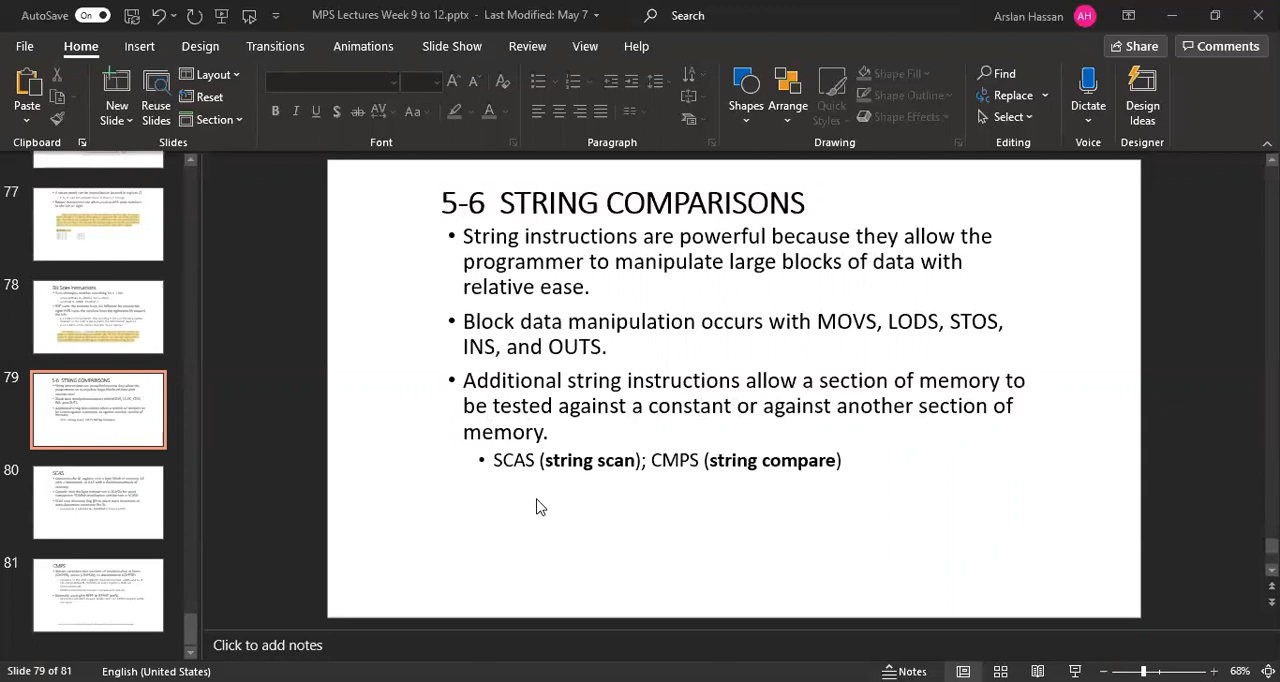 AutoSave On MPS Lectures Week 9 to 12.pptx - Last Modified: May 7 Search Arslan Hassan AH
File Home Insert Design Transitions Animations Slide Show Review View Help Share Comments
Paste New Slide Reuse Slides Layout Reset Section Shapes Arrange Quick Styles Shape Fill Shape Outline Shape Effects Find Replace Select Dictate Design Ideas
Clipboard Slides Font Paragraph Drawing Editing Voice Designer
77
78
79
5-6 STRING COMPARISONS
80
SCAS
81
CMPS
5-6 STRING COMPARISONS
• String instructions are powerful because they allow the
programmer to manipulate large blocks of data with
relative ease.
• Block data manipulation occurs with MOVS, LODS, STOS,
INS, and OUTS.
• Additional string instructions allow a section of memory to
be tested against a constant or against another section of
memory.
• SCAS (string scan); CMPS (string compare)
Click to add notes
Slide 79 of 81 English (United States) Notes 68%